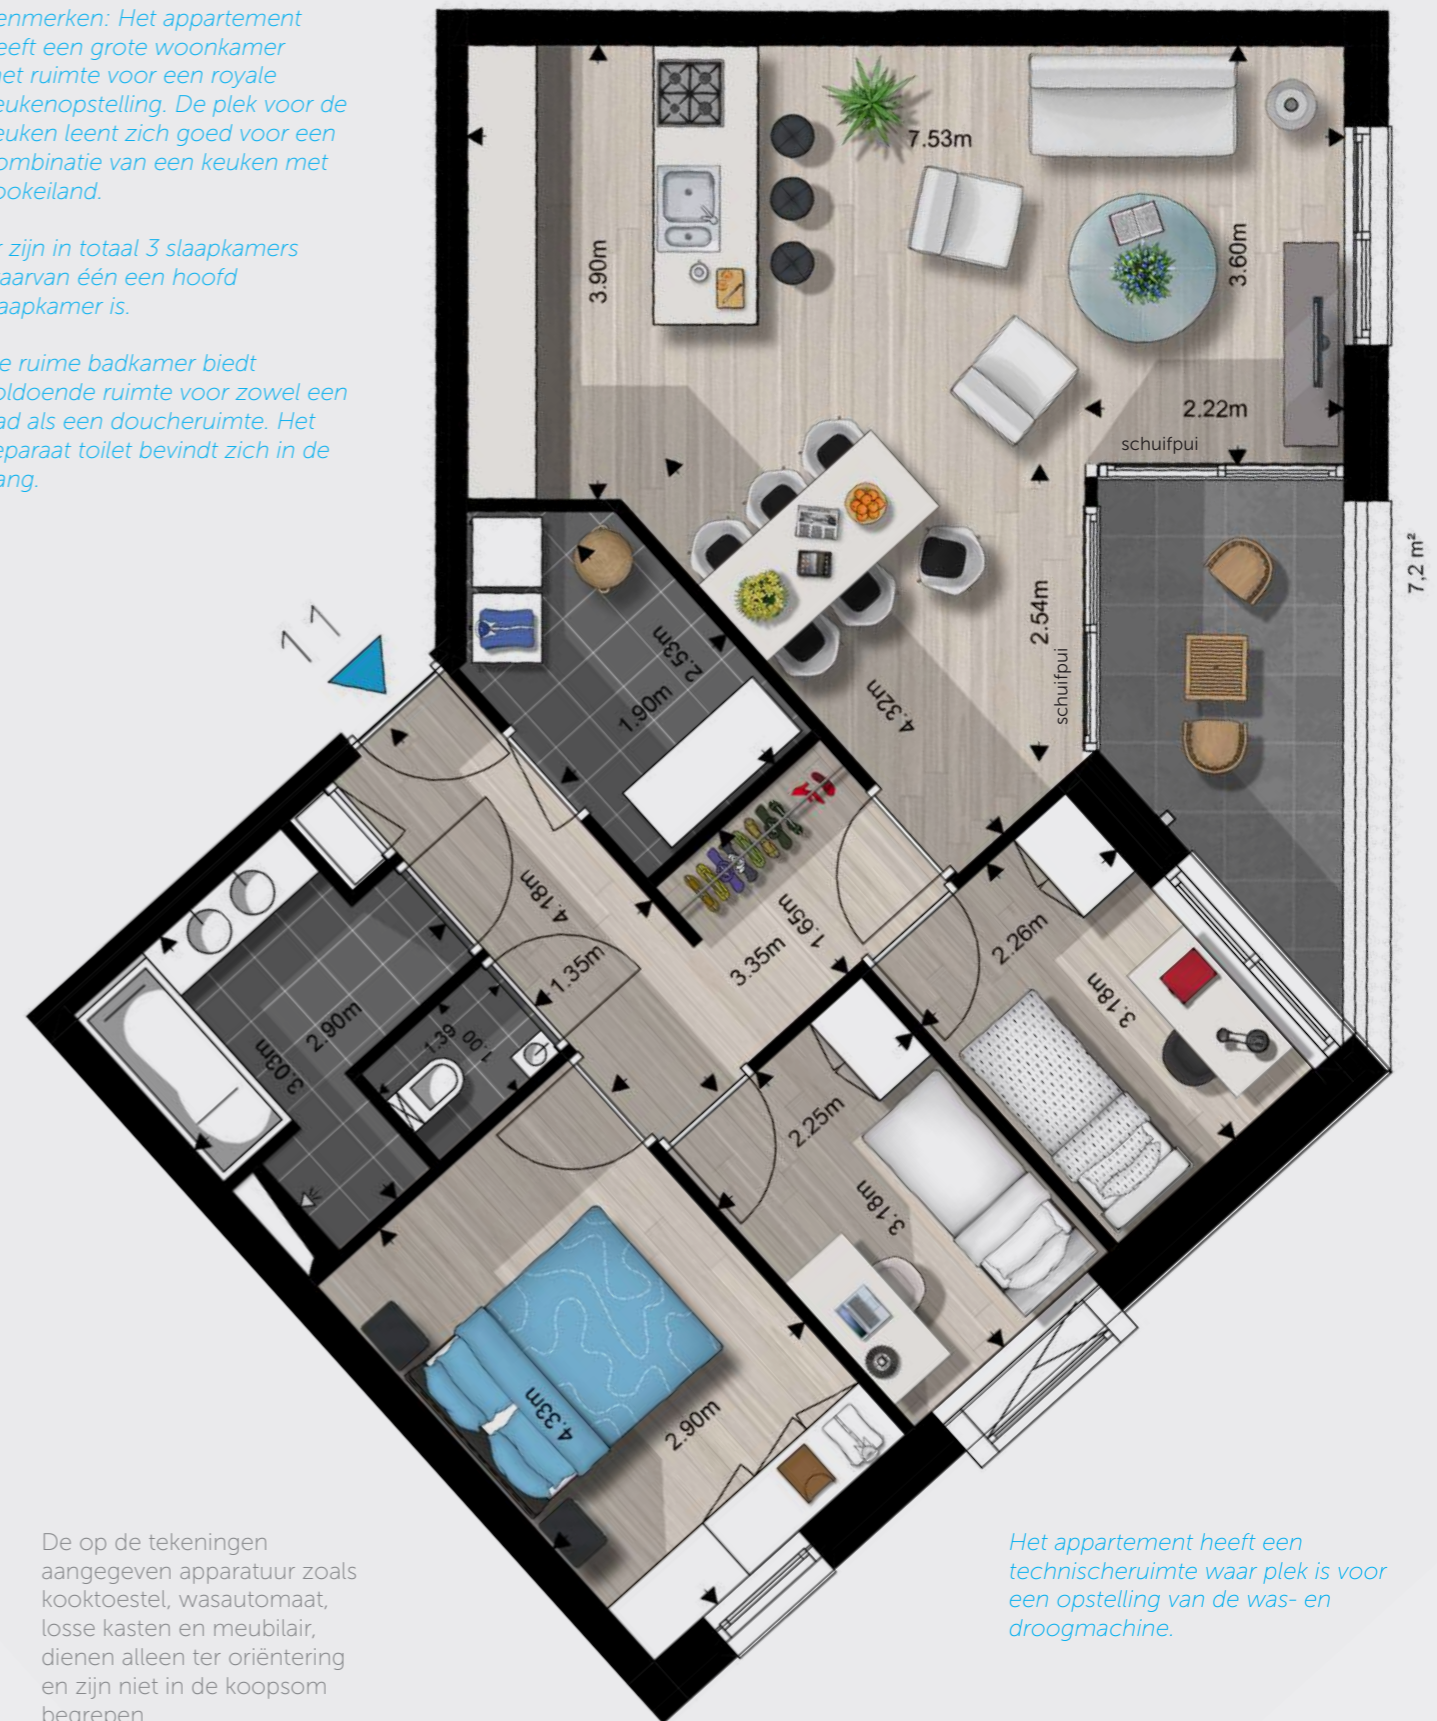 enmerken: Het appartement
eeft een grote woonkamer
et ruimte voor een royale
eukenopstelling. De plek voor de
euken leent zich goed voor een
ombinatie van een keuken met
ookeiland.
r zijn in totaal 3 slaapkamers
aarvan één een hoofd
aapkamer is.
e ruime badkamer biedt
oldoende ruimte voor zowel een
ad als een doucheruimte. Het
eparaat toilet bevindt zich in de
ang.
7.53m
3.90m
3.60m
2.22m
schuifpui
2.54m
schuifpui
7,2 m²
11
2.53m
1.90m
4.32m
4.18m
1.35m
1.65m
3.35m
2.26m
3.18m
2.90m
3.03m
1.39
1.00
2.25m
3.18m
4.33m
2.90m
De op de tekeningen
aangegeven apparatuur zoals
kooktoestel, wasautomaat,
losse kasten en meubilair,
dienen alleen ter oriëntering
en zijn niet in de koopsom
begrepen
Het appartement heeft een
technischeruimte waar plek is voor
een opstelling van de was- en
droogmachine.